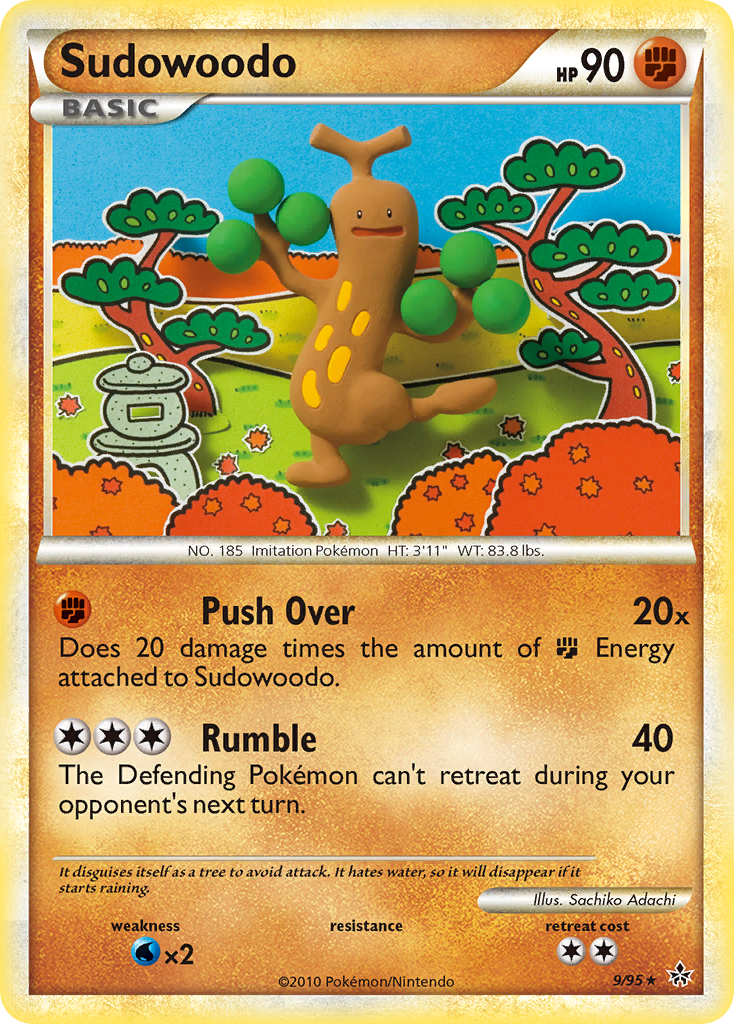 Sudowoodo
HP 90
BASIC
NO. 185 Imitation Pokémon HT: 3'11" WT: 83.8 lbs.
Push Over 20x
Does 20 damage times the amount of Energy
attached to Sudowoodo.
Rumble 40
The Defending Pokémon can't retreat during your
opponent's next turn.
It disguises itself as a tree to avoid attack. It hates water, so it will disappear if it
starts raining.
Illus. Sachiko Adachi
weakness resistance retreat cost
x2
©2010 Pokémon/Nintendo 9/95 ★